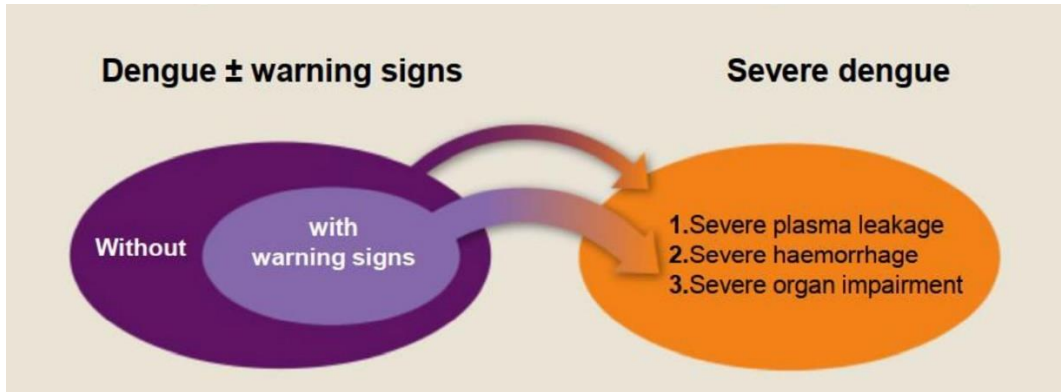 Dengue ± warning signs
Severe dengue
Without
with
warning signs
1.Severe plasma leakage
2.Severe haemorrhage
3.Severe organ impairment